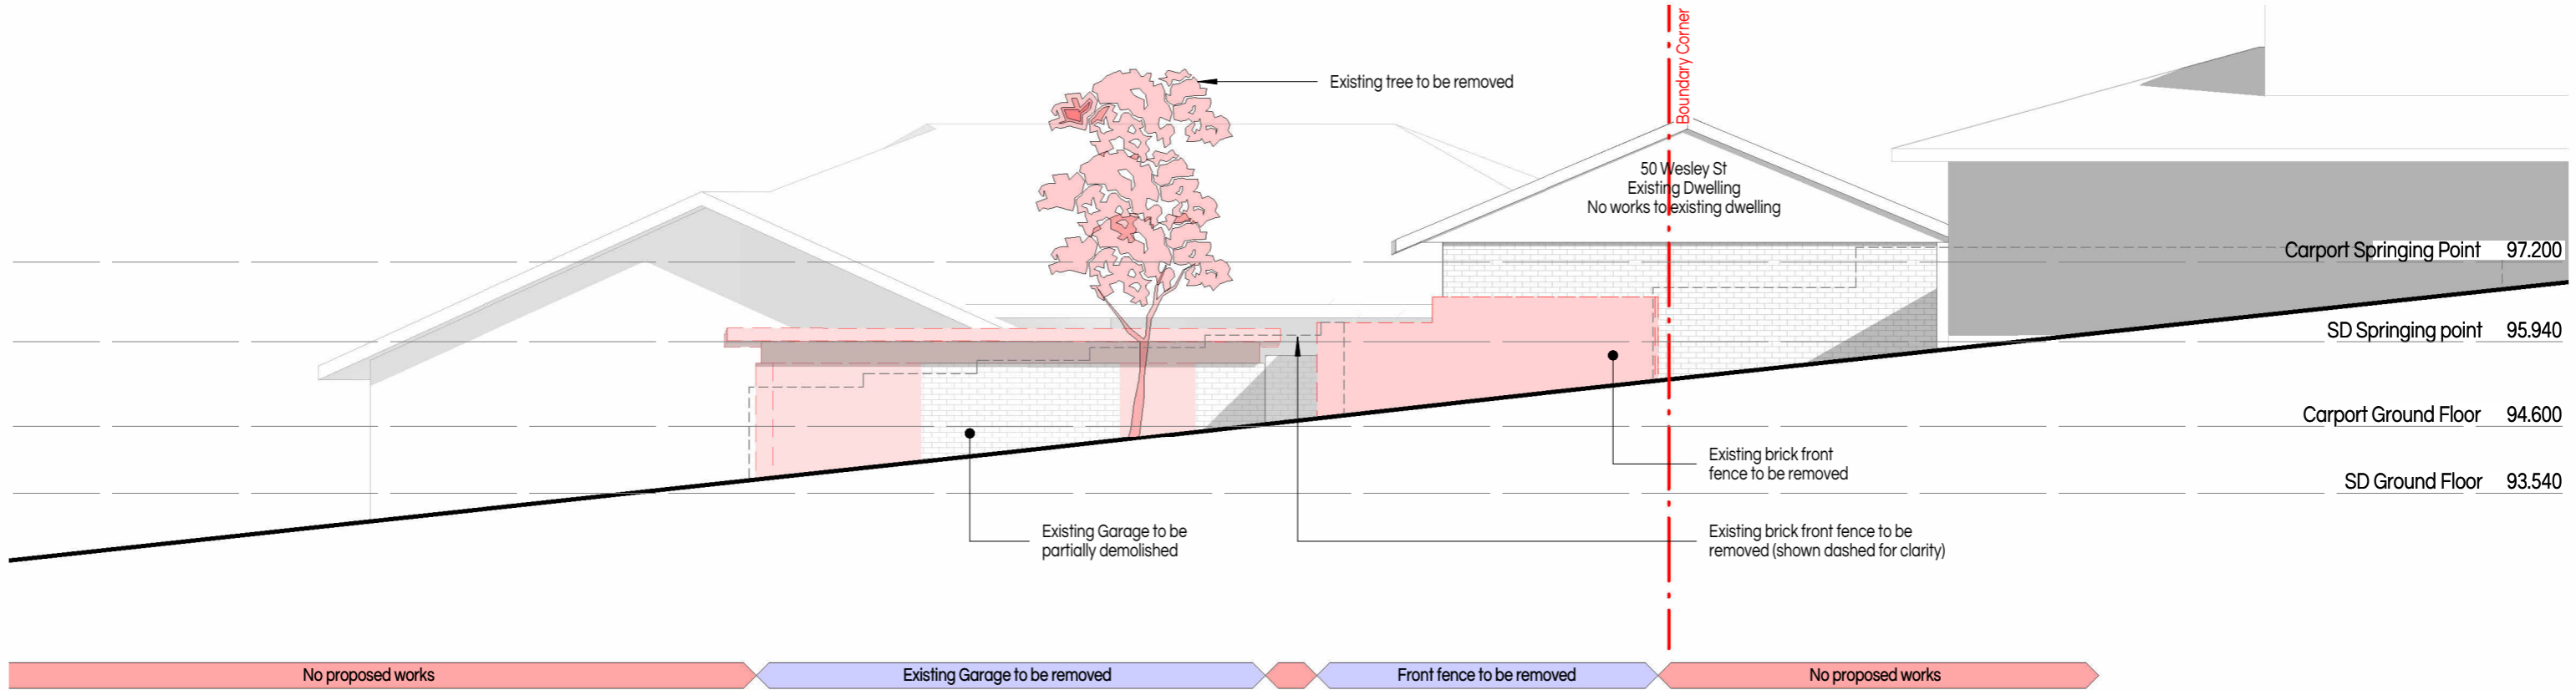 Boundary Corner
Existing tree to be removed
50 Wesley St
Existing Dwelling
No works to existing dwelling
Carport Springing Point 97.200
SD Springing point 95.940
Carport Ground Floor 94.600
SD Ground Floor 93.540
Existing brick front
fence to be removed
Existing Garage to be
partially demolished
Existing brick front fence to be
removed (shown dashed for clarity)
No proposed works
Existing Garage to be removed
Front fence to be removed
No proposed works